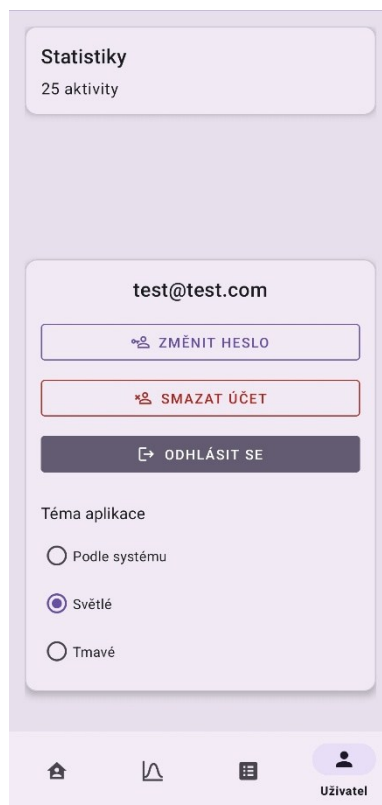 Statistiky
25 aktivity
test@test.com
ZMĚNIT HESLO
SMAZAT ÚČET
ODHLÁSIT SE
Téma aplikace
Podle systému
Světlé
Tmavé
Uživatel